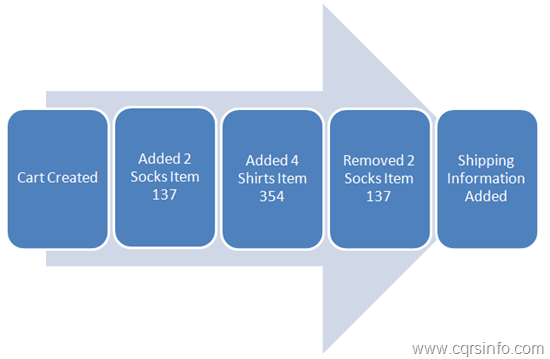 Cart Created
Added 2
Socks Item
137
Added 4
Shirts Item
354
Removed 2
Socks Item
137
Shipping
Information
Added
www.cqrsinfo.com